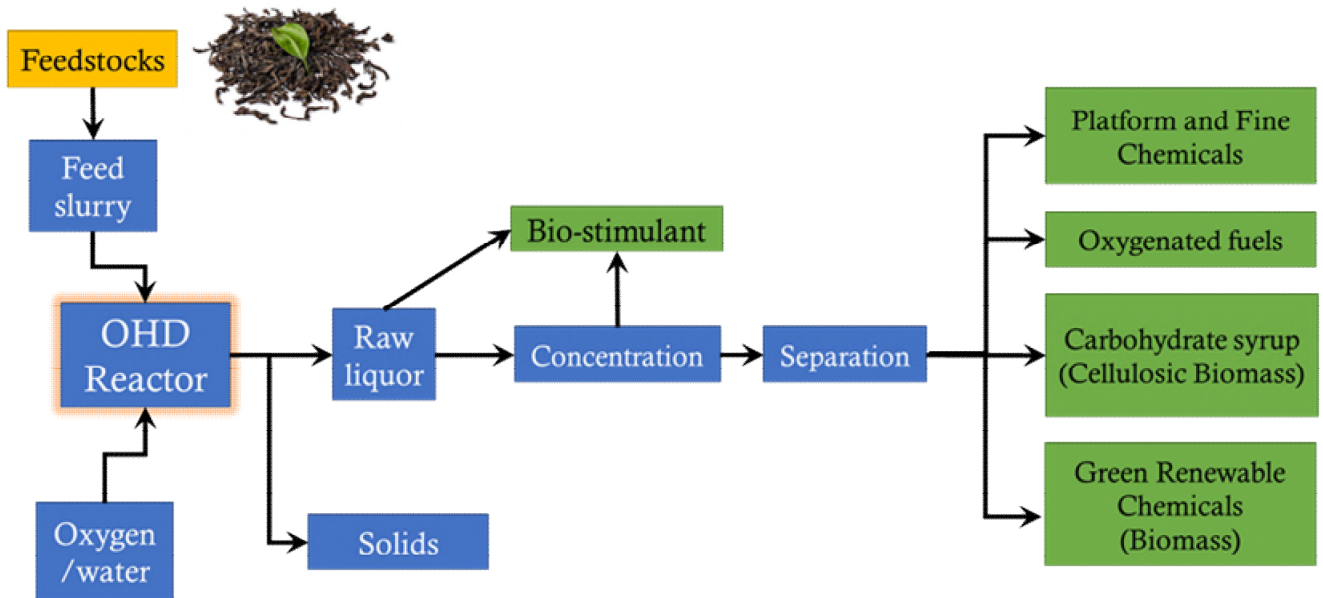 Feedstocks
Feed
slurry
OHD
Reactor
Oxygen
/water
Solids
Raw
liquor
Bio-stimulant
Concentration
Separation
Platform and Fine
Chemicals
Oxygenated fuels
Carbohydrate syrup
(Cellulosic Biomass)
Green Renewable
Chemicals
(Biomass)